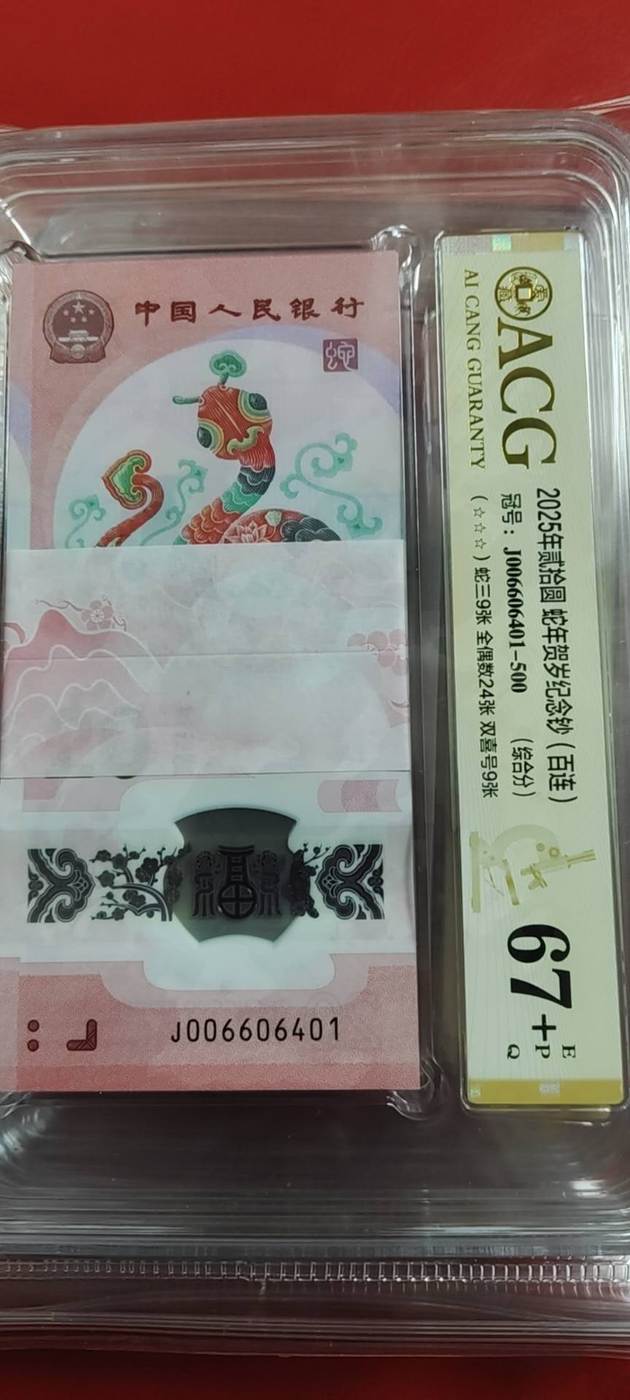 中国人民银行
蛇
J006606401
ACG
AI CANG GUARANTY
2025年贰拾圆 蛇年贺岁纪念钞(百连)
冠号:J006606401-500 (综合分)
(☆☆☆) 蛇三9张 全偶数24张 双喜号9张
67+
E
P
Q